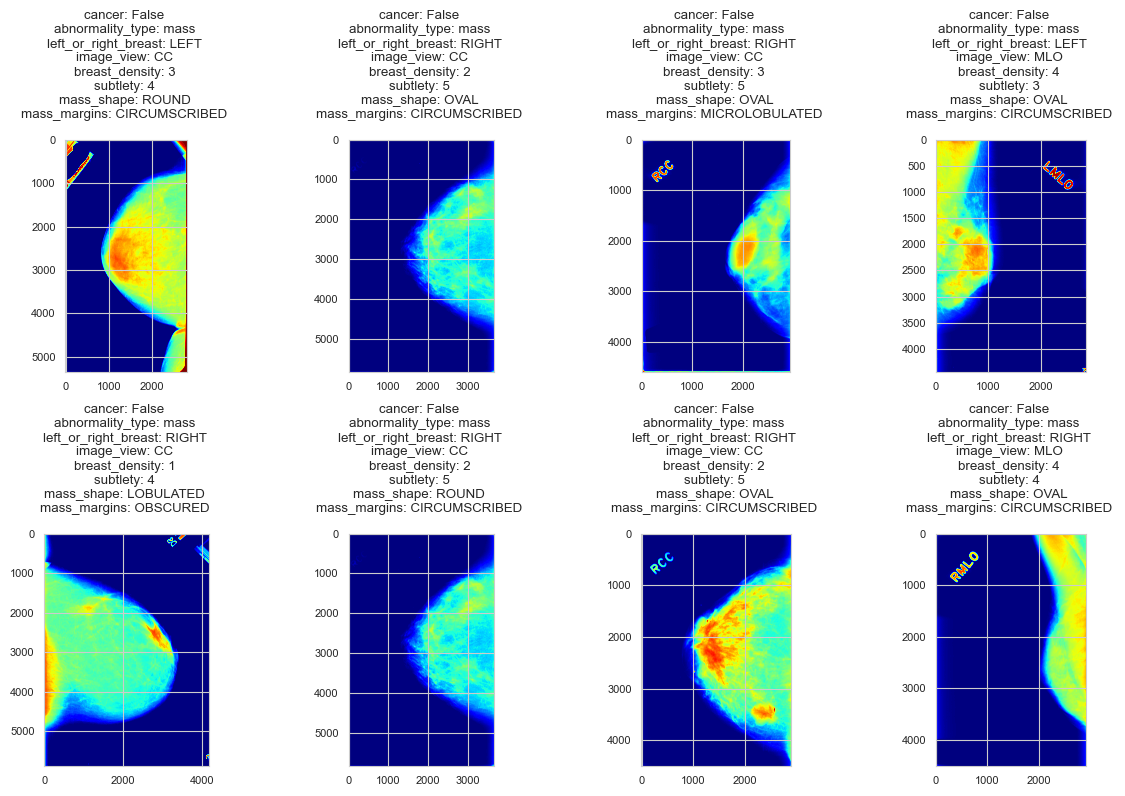 cancer: False
abnormality_type: mass
left_or_right_breast: LEFT
image_view: CC
breast_density: 3
subtlety: 4
mass_shape: ROUND
mass_margins: CIRCUMSCRIBED
0
1000
2000
3000
4000
5000
0 1000 2000
cancer: False
abnormality_type: mass
left_or_right_breast: RIGHT
image_view: CC
breast_density: 2
subtlety: 5
mass_shape: OVAL
mass_margins: CIRCUMSCRIBED
0
1000
2000
3000
4000
5000
0 1000 2000 3000
cancer: False
abnormality_type: mass
left_or_right_breast: RIGHT
image_view: CC
breast_density: 3
subtlety: 5
mass_shape: OVAL
mass_margins: MICROLOBULATED
0
RCC
1000
2000
3000
4000
0 1000 2000
cancer: False
abnormality_type: mass
left_or_right_breast: LEFT
image_view: MLO
breast_density: 4
subtlety: 3
mass_shape: OVAL
mass_margins: CIRCUMSCRIBED
0
500
LMLO
1000
1500
2000
2500
3000
3500
4000
0 1000 2000
cancer: False
abnormality_type: mass
left_or_right_breast: RIGHT
image_view: CC
breast_density: 1
subtlety: 4
mass_shape: LOBULATED
mass_margins: OBSCURED
0
1000
2000
3000
4000
5000
0 2000 4000
cancer: False
abnormality_type: mass
left_or_right_breast: RIGHT
image_view: CC
breast_density: 2
subtlety: 5
mass_shape: ROUND
mass_margins: CIRCUMSCRIBED
0
1000
2000
3000
4000
5000
0 1000 2000 3000
cancer: False
abnormality_type: mass
left_or_right_breast: RIGHT
image_view: CC
breast_density: 2
subtlety: 5
mass_shape: OVAL
mass_margins: CIRCUMSCRIBED
0
RCC
1000
2000
3000
4000
0 1000 2000
cancer: False
abnormality_type: mass
left_or_right_breast: RIGHT
image_view: MLO
breast_density: 4
subtlety: 4
mass_shape: OVAL
mass_margins: CIRCUMSCRIBED
0
RMLO
1000
2000
3000
4000
0 2000